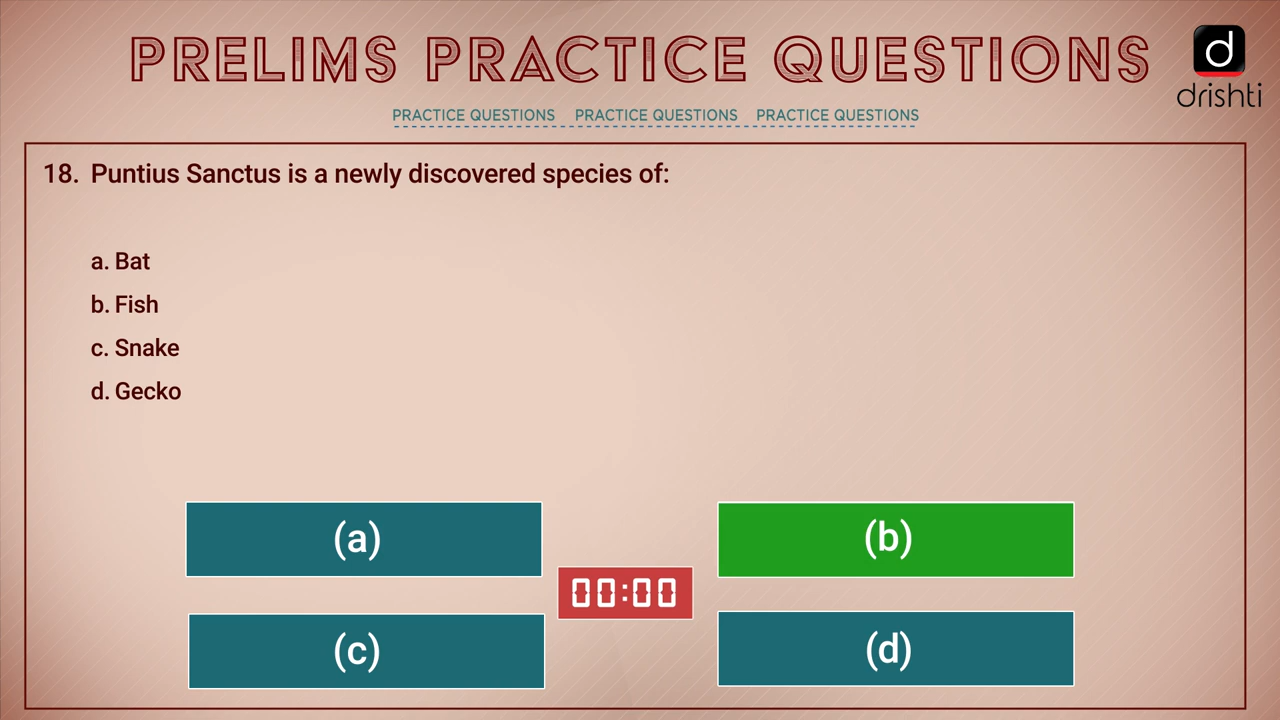 PRELIMS PRACTICE QUESTIONS
d
drishti
PRACTICE QUESTIONS PRACTICE QUESTIONS PRACTICE QUESTIONS
18. Puntius Sanctus is a newly discovered species of:
a. Bat
b. Fish
c. Snake
d. Gecko
(a)
(b)
00:00
(c)
(d)